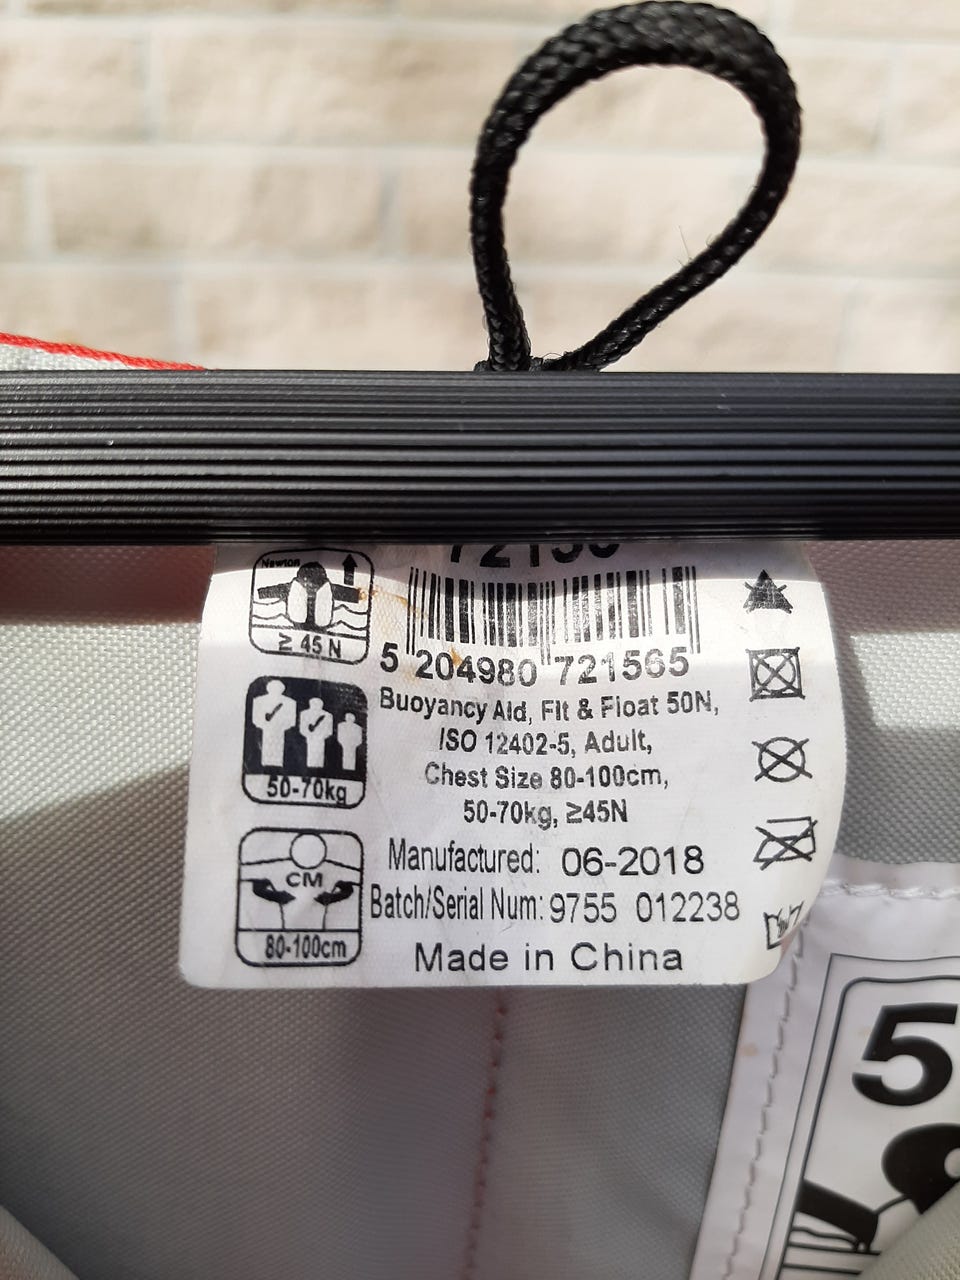 Newton
≥ 45 N
5 204980 721565
Buoyancy Aid, Fit & Float 50N,
ISO 12402-5, Adult,
Chest Size 80-100cm,
50-70kg, ≥45N
50-70kg
Manufactured: 06-2018
CM
Batch/Serial Num: 9755 012238
80-100cm
Made in China
5